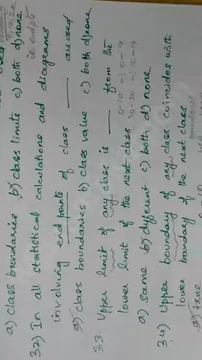 a) class boundaries b) class limits c) both d) none
32) In all statistical calculations and diagrams
involving end points of class ____ are used
a) class boundaries b) class value c) both d) none
33. Upper limit of any class is ____ from the
lower limit of the next class
a) same b) different c) both d) none
34) Upper boundary of any class coincides with
lower boundary of the next class.
a) true